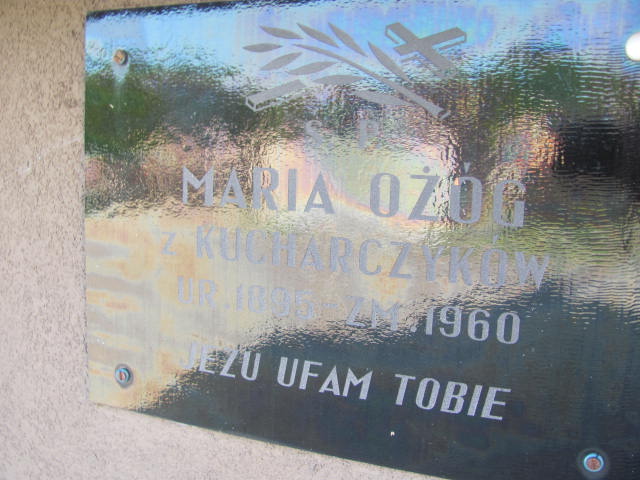 Ś P
MARIA OŻÓG
z KUCHARCZYKÓW
UR. 1895 - ZM. 1960
JEZU UFAM TOBIE